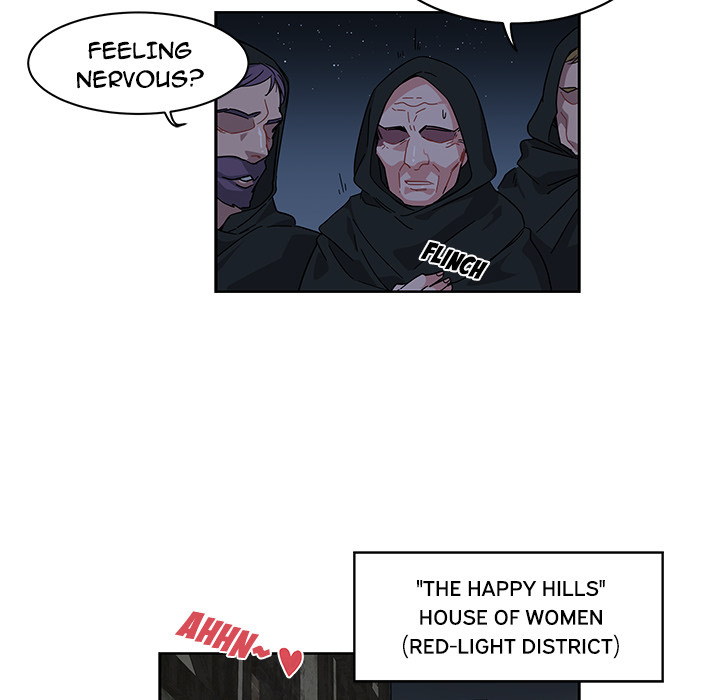 FEELING
NERVOUS?
FLINCH
"THE HAPPY HILLS"
HOUSE OF WOMEN
(RED-LIGHT DISTRICT)
AHHN~♥